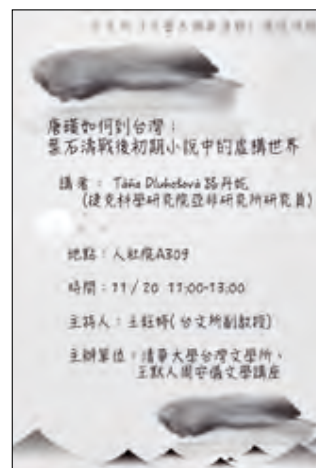 唐璜如何到台灣：
葉石濤戰後初期小說中的虛構世界
講者： Táňa Dluhošová 路丹妮
(捷克科學研究院亞非研究所研究員)
地點：人社院A309
時間：11/20 11:00-13:00
主持人：王鈺婷(台文所副教授)
主辦單位：清華大學台灣文學所、
王默人周安儀文學講座